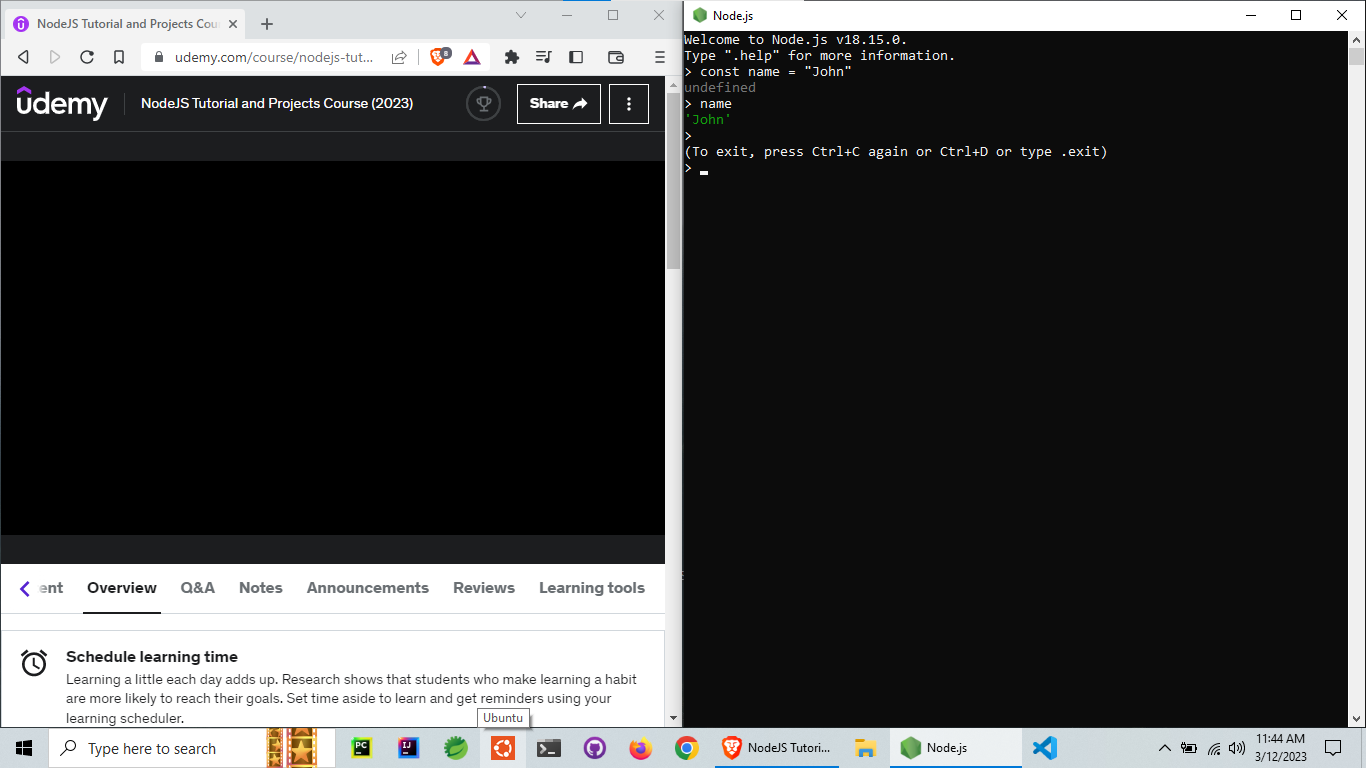 NodeJS Tutorial and Projects Cou
udemy.com/course/nodejs-tut...
8
udemy
NodeJS Tutorial and Projects Course (2023)
Share
ent
Overview
Q&A
Notes
Announcements
Reviews
Learning tools
Schedule learning time
Learning a little each day adds up. Research shows that students who make learning a habit
are more likely to reach their goals. Set time aside to learn and get reminders using your
learning scheduler.
Ubuntu
Node.js
Welcome to Node.js v18.15.0.
Type ".help" for more information.
> const name = "John"
undefined
> name
'John'
>
(To exit, press Ctrl+C again or Ctrl+D or type .exit)
>
Type here to search
PC
IJ
NodeJS Tutori...
Node.js
11:44 AM
3/12/2023